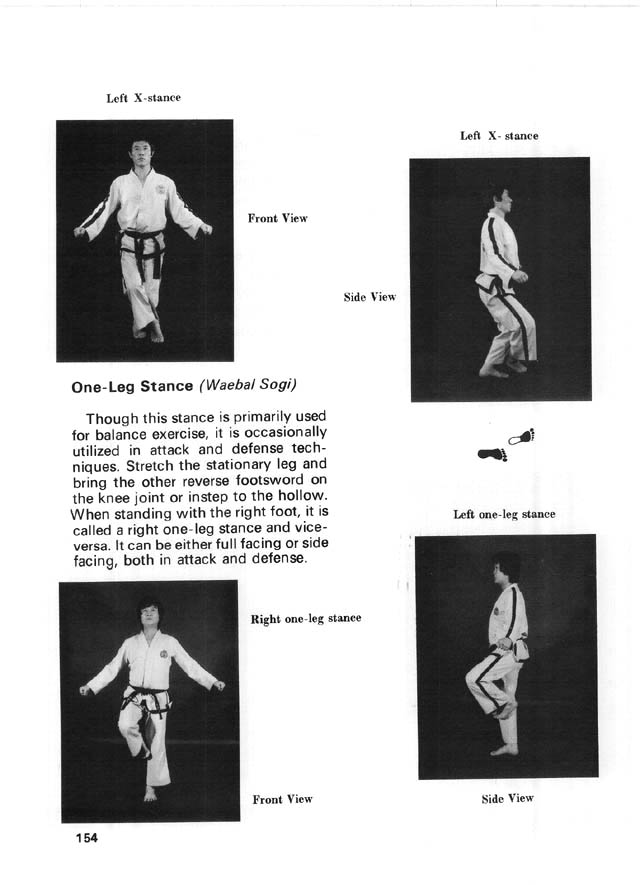 Left X-stance
Left X- stance
Front View
Side View
One-Leg Stance (Waebal Sogi)
Though this stance is primarily used
for balance exercise, it is occasionally
utilized in attack and defense tech-
niques. Stretch the stationary leg and
bring the other reverse footsword on
the knee joint or instep to the hollow.
When standing with the right foot, it is
called a right one-leg stance and vice-
versa. It can be either full facing or side
facing, both in attack and defense.
Left one-leg stance
Right one-leg stance
Front View
Side View
154